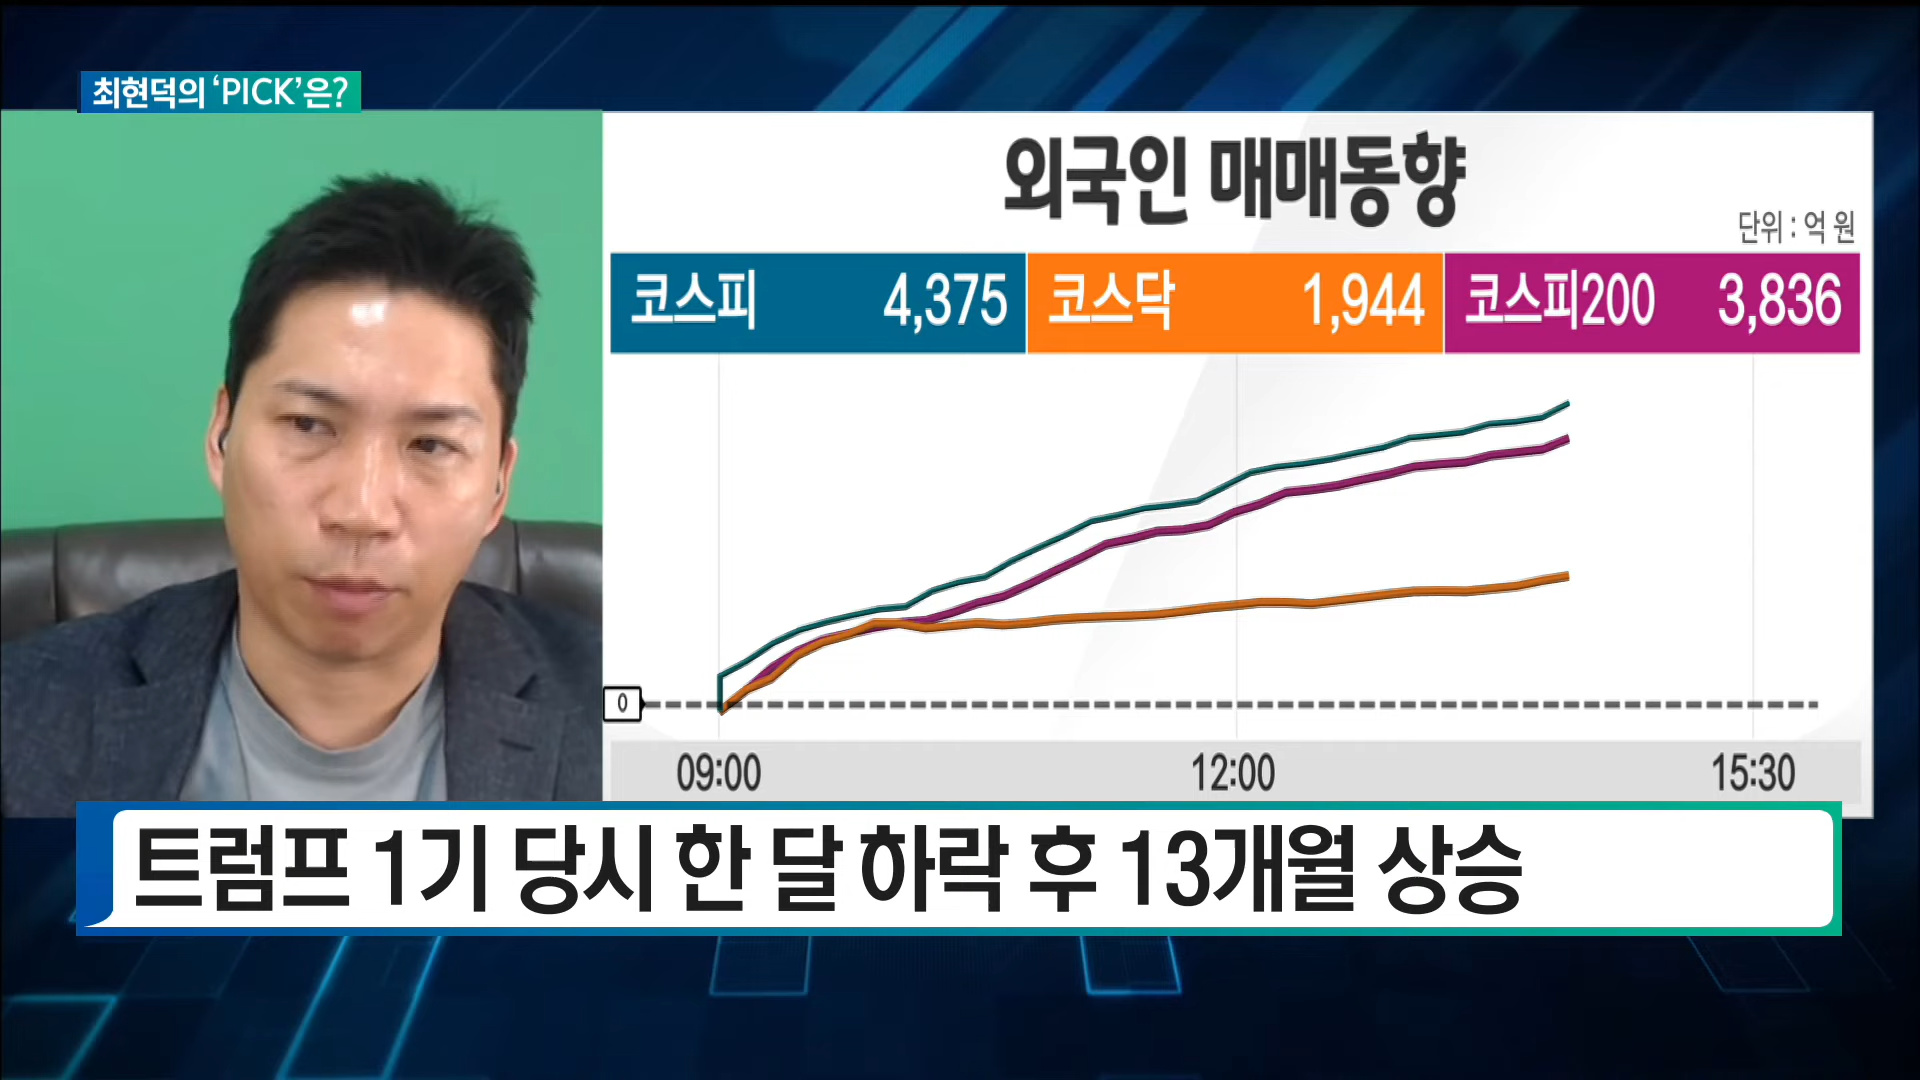 최현덕의 ‘PICK’은?
외국인 매매동향
단위 : 억 원
코스피 4,375 코스닥 1,944 코스피200 3,836
0
09:00 12:00 15:30
트럼프 1기 당시 한 달 하락 후 13개월 상승